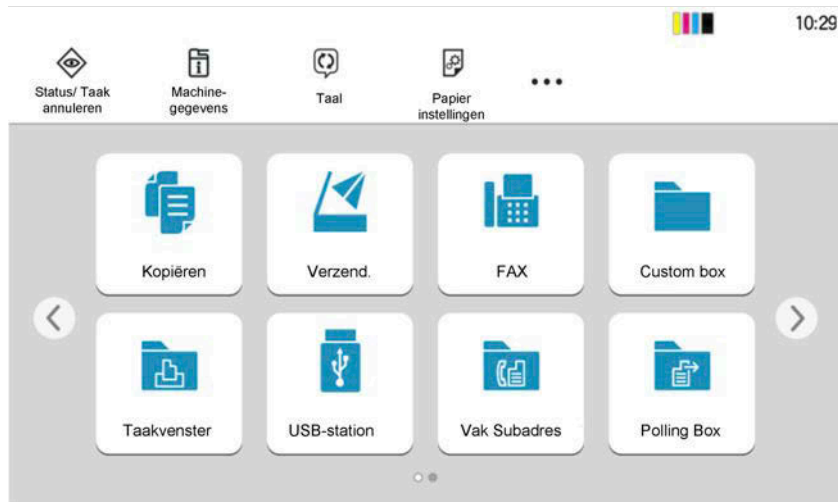 10:29
Status/ Taak
annuleren
Machine-
gegevens
Taal
Papier
instellingen
Kopiëren
Verzend.
FAX
Custom box
Taakvenster
USB-station
Vak Subadres
Polling Box